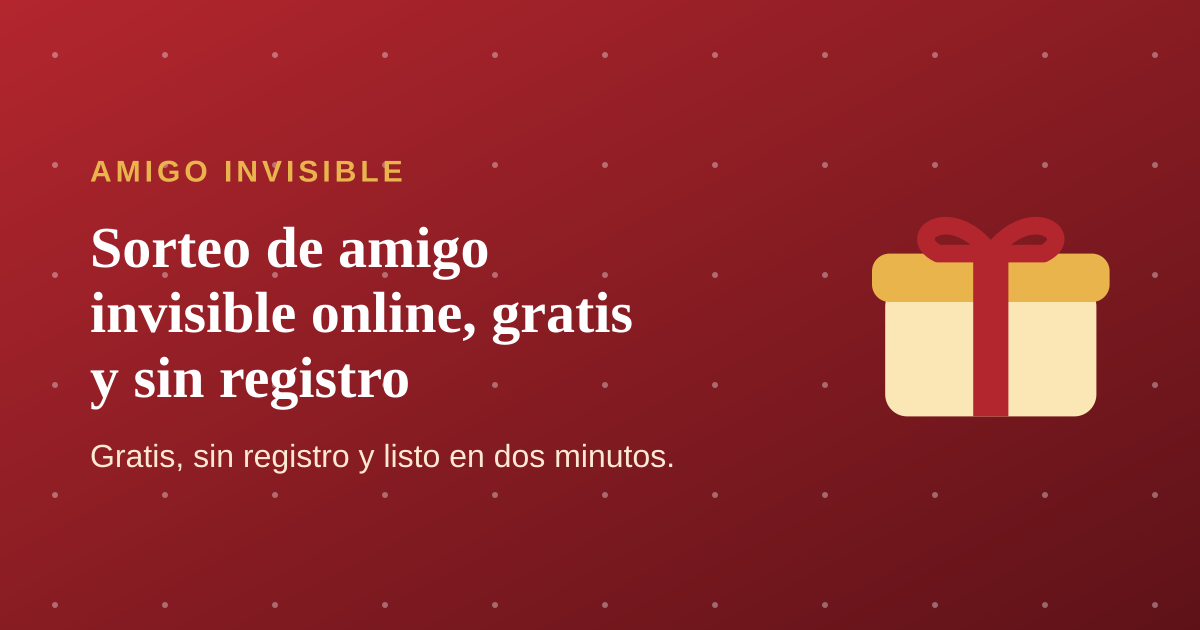 AMIGO INVISIBLE
Sorteo de amigo
invisible online, gratis
y sin registro
Gratis, sin registro y listo en dos minutos.